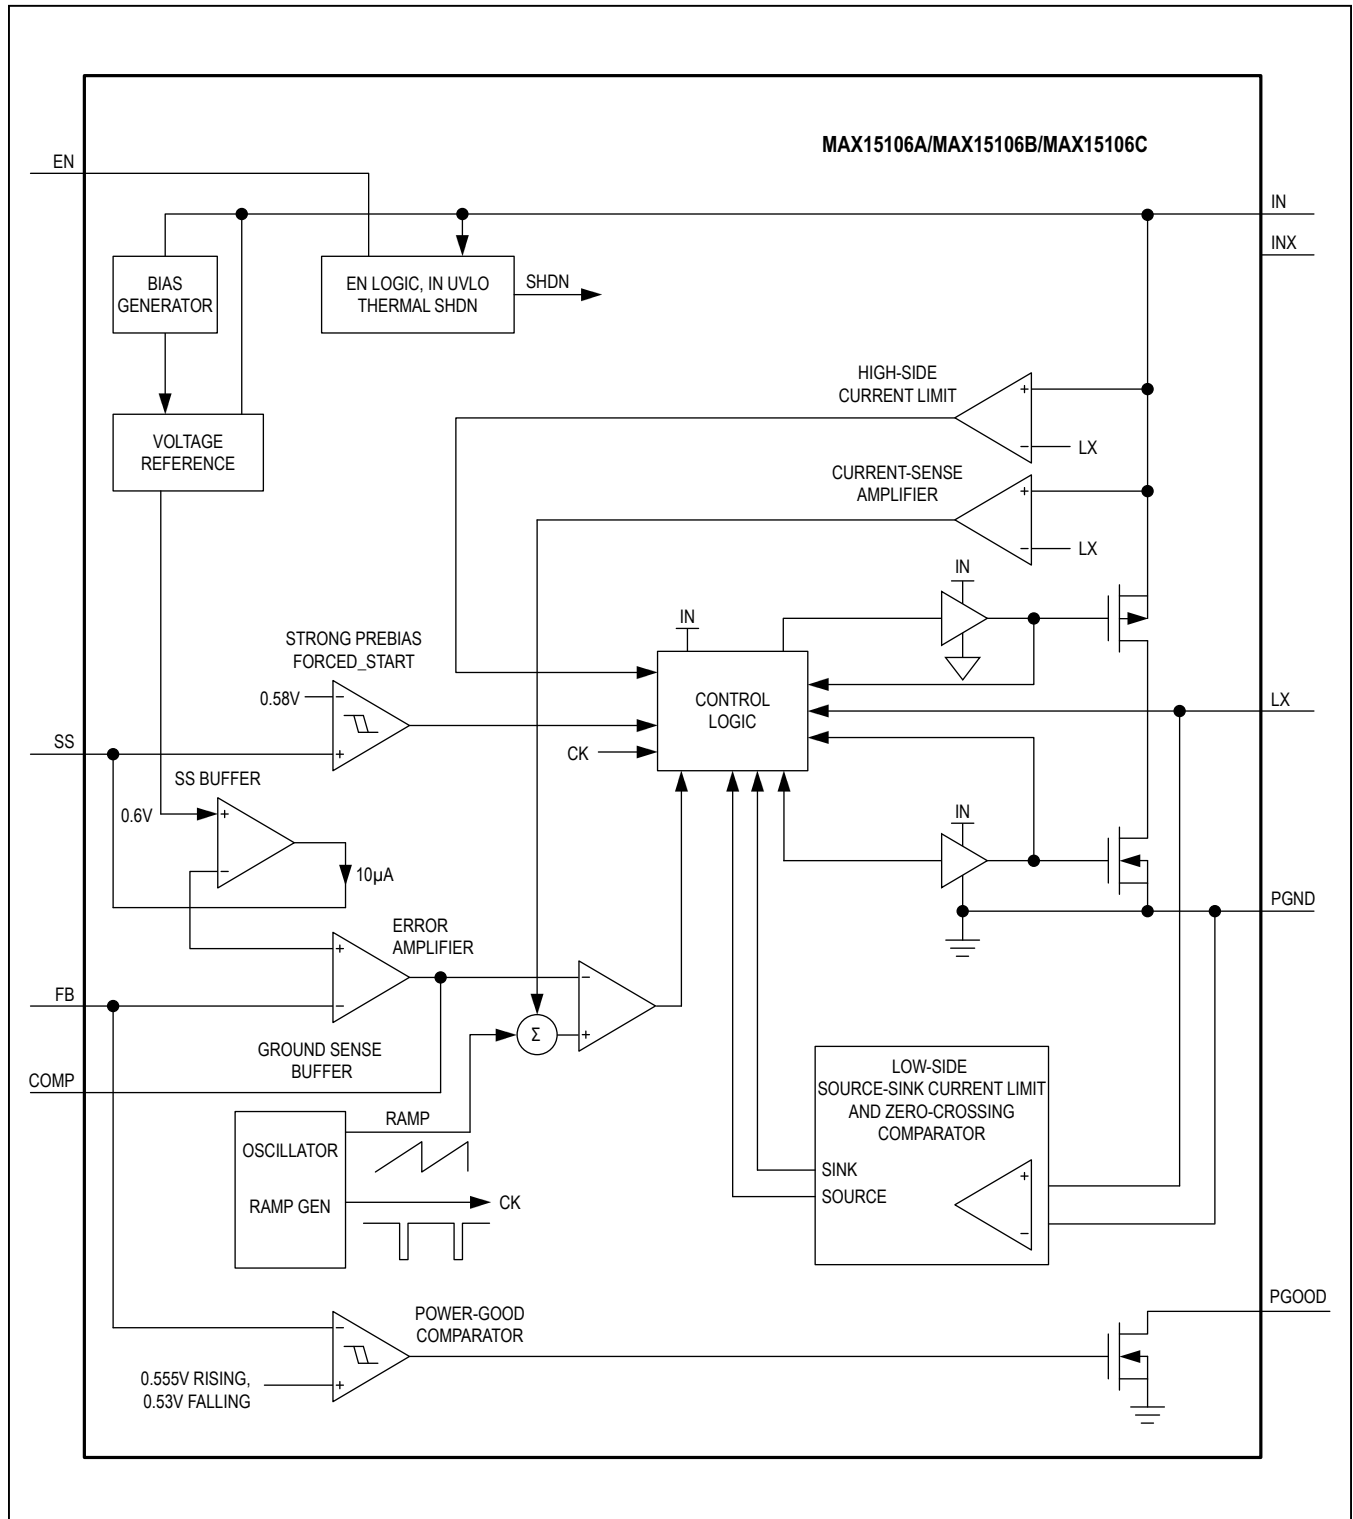 MAX15106A/MAX15106B/MAX15106C
EN
IN
INX
BIAS
GENERATOR
EN LOGIC, IN UVLO
THERMAL SHDN
SHDN
VOLTAGE
REFERENCE
HIGH-SIDE
CURRENT LIMIT
+
−
LX
CURRENT-SENSE
AMPLIFIER
+
−
LX
IN
STRONG PREBIAS
FORCED_START
0.58V
−
+
IN
CONTROL
LOGIC
CK
LX
SS
SS BUFFER
0.6V
+
−
10µA
IN
PGND
ERROR
AMPLIFIER
+
−
−
+
Σ
FB
GROUND SENSE
BUFFER
COMP
RAMP
OSCILLATOR
RAMP GEN
CK
LOW-SIDE
SOURCE-SINK CURRENT LIMIT
AND ZERO-CROSSING
COMPARATOR
SINK
SOURCE
+
−
PGOOD
POWER-GOOD
COMPARATOR
−
+
0.555V RISING,
0.53V FALLING